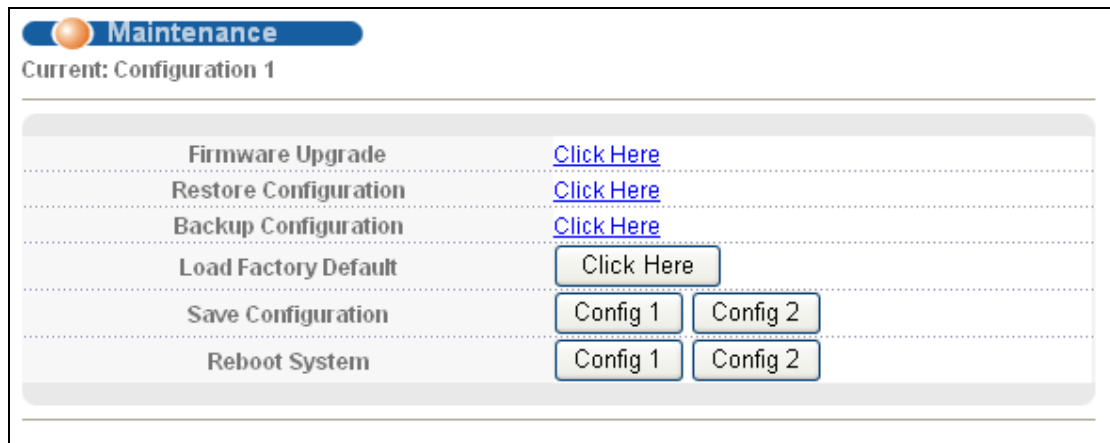 Maintenance
Current: Configuration 1
Firmware Upgrade Click Here
Restore Configuration Click Here
Backup Configuration Click Here
Load Factory Default Click Here
Save Configuration Config 1 Config 2
Reboot System Config 1 Config 2